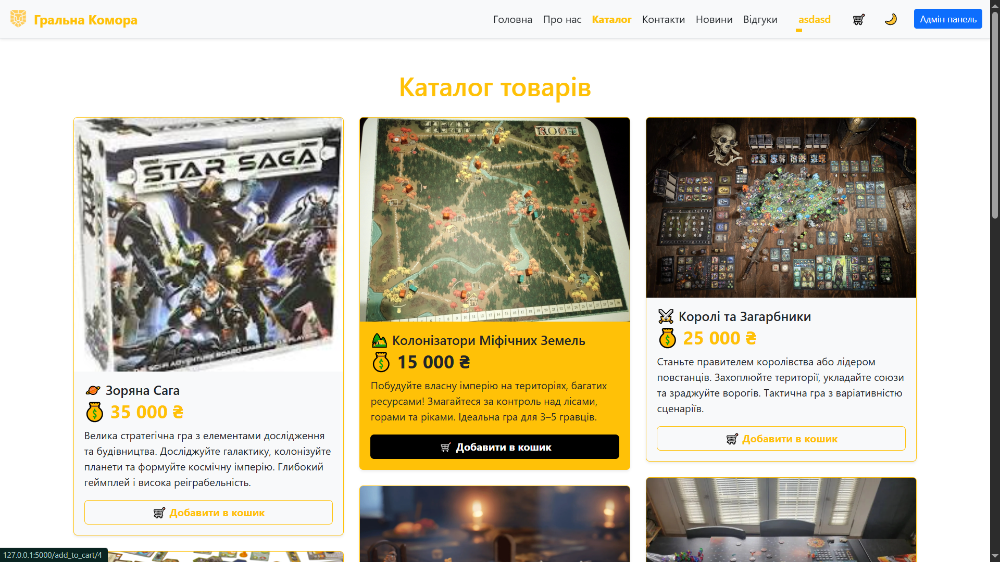 Гральна Комора
Головна
Про нас
Каталог
Контакти
Новини
Відгуки
asdasd
Адмін панель
Каталог товарів
STAR SAGA
Зоряна Сага
35 000 ₴
Велика стратегічна гра з елементами дослідження
та будівництва. Досліджуйте галактику, колонізуйте
планети та формуйте космічну імперію. Глибокий
геймплей і висока реіграбельність.
Добавити в кошик
ROOT
Колонізатори Міфічних Земель
15 000 ₴
Побудуйте власну імперію на територіях, багатих
ресурсами! Змагайтеся за контроль над лісами,
горами та ріками. Ідеальна гра для 3–5 гравців.
Добавити в кошик
Королі та Загарбники
25 000 ₴
Станьте правителем королівства або лідером
повстанців. Захоплюйте території, укладайте союзи
та зраджуйте ворогів. Тактична гра з варіативністю
сценаріїв.
Добавити в кошик
127.0.0.1:5000/add_to_cart/4